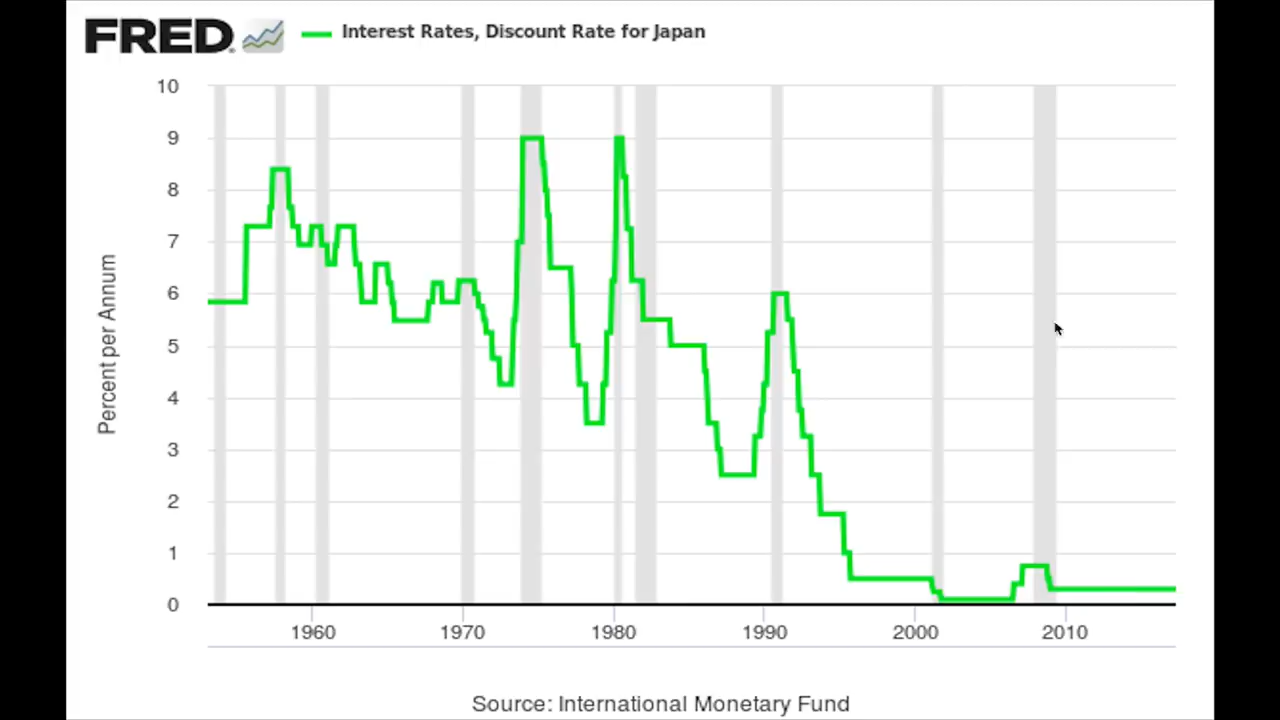 FRED
Interest Rates, Discount Rate for Japan
10
9
8
7
6
5
4
3
2
1
0
Percent per Annum
1960 1970 1980 1990 2000 2010
Source: International Monetary Fund